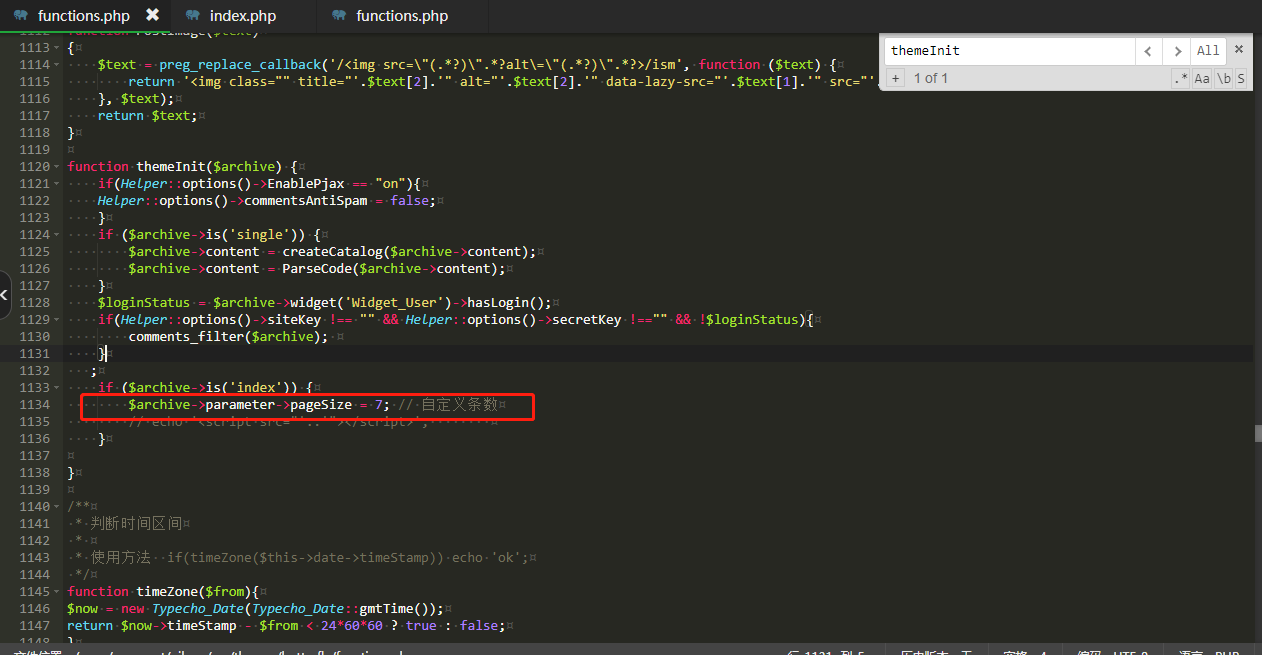 functions.php ✖ index.php functions.php
themeInit All ×
+ 1 of 1 .* Aa \b S
1113 {
1114 $text = preg_replace_callback('/<img src=\"(.*?)\".*?alt\=\"(.*?)\".*?>/ism', function ($text) {
1115 return '<img class="" title="'.$text[2].'" alt="'.$text[2].'" data-lazy-src="'.$text[1].'" src="'.
1116 }, $text);
1117 return $text;
1118 }
1119
1120 function themeInit($archive) {
1121 if(Helper::options()->EnablePjax == "on"){
1122 Helper::options()->commentsAntiSpam = false;
1123 }
1124 if ($archive->is('single')) {
1125 $archive->content = createCatalog($archive->content);
1126 $archive->content = ParseCode($archive->content);
1127 }
1128 $loginStatus = $archive->widget('Widget_User')->hasLogin();
1129 if(Helper::options()->siteKey !== "" && Helper::options()->secretKey !=="" && !$loginStatus){
1130 comments_filter($archive);
1131 }
1132 ;
1133 if ($archive->is('index')) {
1134 $archive->parameter->pageSize = 7; // 自定义条数
1135 // echo '<script src="'..'"></script>';
1136 }
1137
1138 }
1139
1140 /**
1141 * 判断时间区间
1142 *
1143 * 使用方法 if(timeZone($this->date->timeStamp)) echo 'ok';
1144 */
1145 function timeZone($from){
1146 $now = new Typecho_Date(Typecho_Date::gmtTime());
1147 return $now->timeStamp - $from < 24*60*60 ? true : false;
1148 }